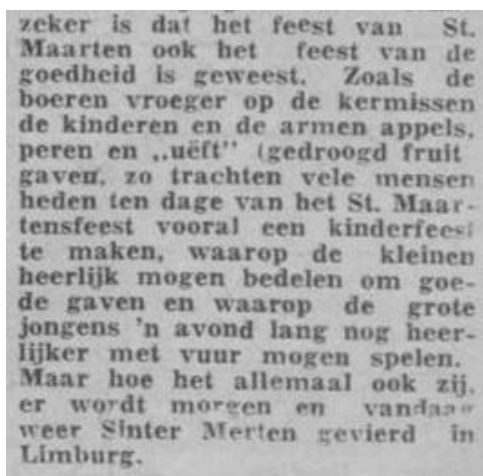 zeker is dat het feest van St.
Maarten ook het feest van de
goedheid is geweest. Zoals de
boeren vroeger op de kermissen
de kinderen en de armen appels,
peren en „uëft” (gedroogd fruit
gaven, zo trachten vele mensen
heden ten dage van het St. Maar-
tensfeest vooral een kinderfeest
te maken, waarop de kleinen
heerlijk mogen bedelen om goe-
de gaven en waarop de grote
jongens 'n avond lang nog heer-
lijker met vuur mogen spelen.
Maar hoe het allemaal ook zij,
er wordt morgen en vandaag
weer Sinter Merten gevierd in
Limburg.